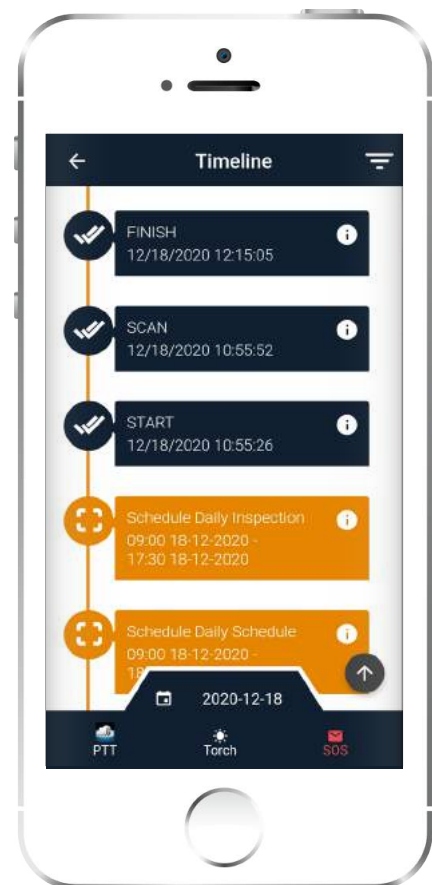 Timeline
FINISH
12/18/2020 12:15:05
SCAN
12/18/2020 10:55:52
START
12/18/2020 10:55:26
Schedule Daily Inspection
09:00 18-12-2020 -
17:30 18-12-2020
Schedule Daily Schedule
09:00 18-12-2020 -
2020-12-18
PTT
Torch
SOS